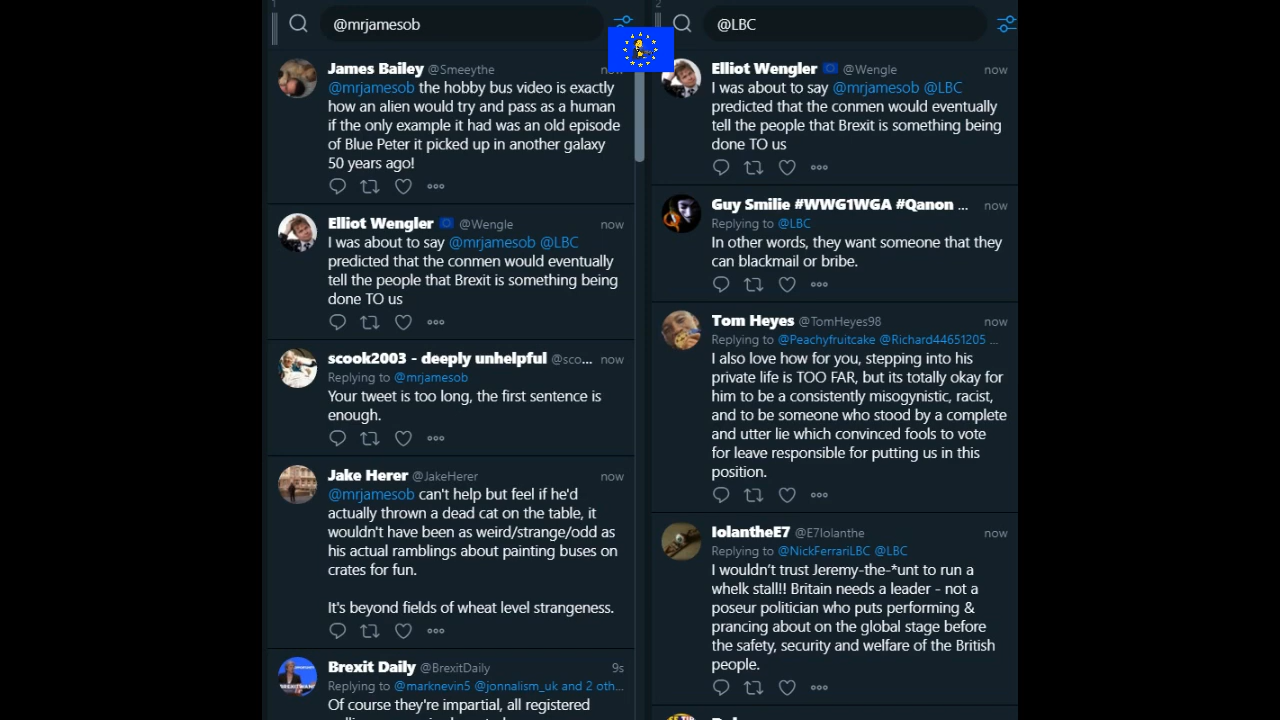 1
@mrjamesob
James Bailey @Smeeythe now
@mrjamesob the hobby bus video is exactly
how an alien would try and pass as a human
if the only example it had was an old episode
of Blue Peter it picked up in another galaxy
50 years ago!
Elliot Wengler @Wengle now
I was about to say @mrjamesob @LBC
predicted that the conmen would eventually
tell the people that Brexit is something being
done TO us
scook2003 - deeply unhelpful @sco... now
Replying to @mrjamesob
Your tweet is too long, the first sentence is
enough.
Jake Herer @JakeHerer now
@mrjamesob can't help but feel if he'd
actually thrown a dead cat on the table, it
wouldn't have been as weird/strange/odd as
his actual ramblings about painting buses on
crates for fun.
It's beyond fields of wheat level strangeness.
Brexit Daily @BrexitDaily 9s
Replying to @marknevin5 @jonnalism_uk and 2 oth...
Of course they're impartial, all registered
2
@LBC
Elliot Wengler @Wengle now
I was about to say @mrjamesob @LBC
predicted that the conmen would eventually
tell the people that Brexit is something being
done TO us
Guy Smilie #WWG1WGA #Qanon ... now
Replying to @LBC
In other words, they want someone that they
can blackmail or bribe.
Tom Heyes @TomHeyes98 now
Replying to @Peachyfruitcake @Richard44651205 ...
I also love how for you, stepping into his
private life is TOO FAR, but its totally okay for
him to be a consistently misogynistic, racist,
and to be someone who stood by a complete
and utter lie which convinced fools to vote
for leave responsible for putting us in this
position.
IolantheE7 @E7Iolanthe now
Replying to @NickFerrariLBC @LBC
I wouldn't trust Jeremy-the-*unt to run a
whelk stall!! Britain needs a leader - not a
poseur politician who puts performing &
prancing about on the global stage before
the safety, security and welfare of the British
people.